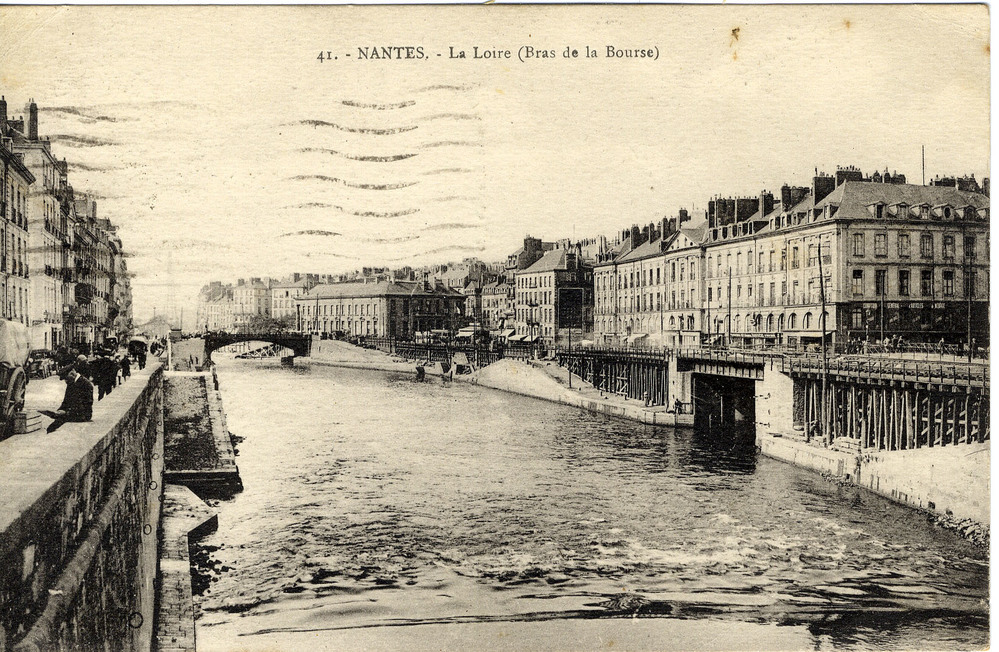 41. - NANTES. - La Loire (Bras de la Bourse)